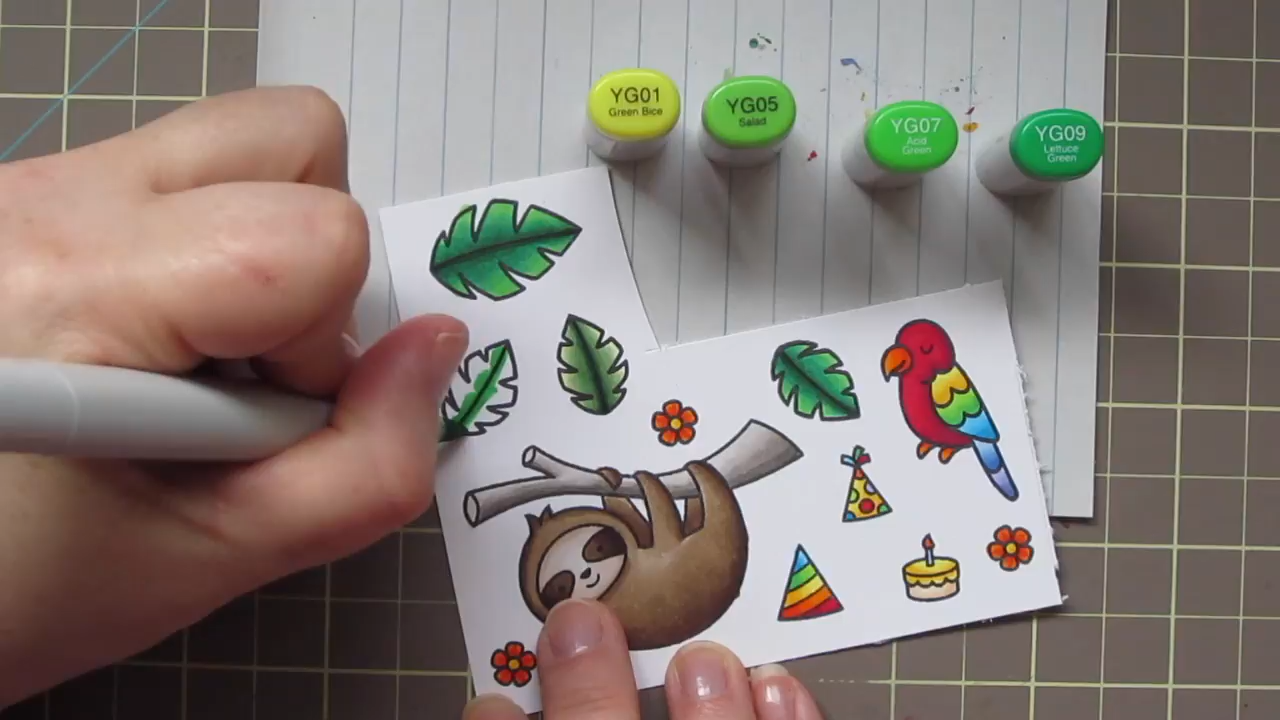 YG01
Green Bice
YG05
Salad
YG07
Acid
Green
YG09
Lettuce
Green